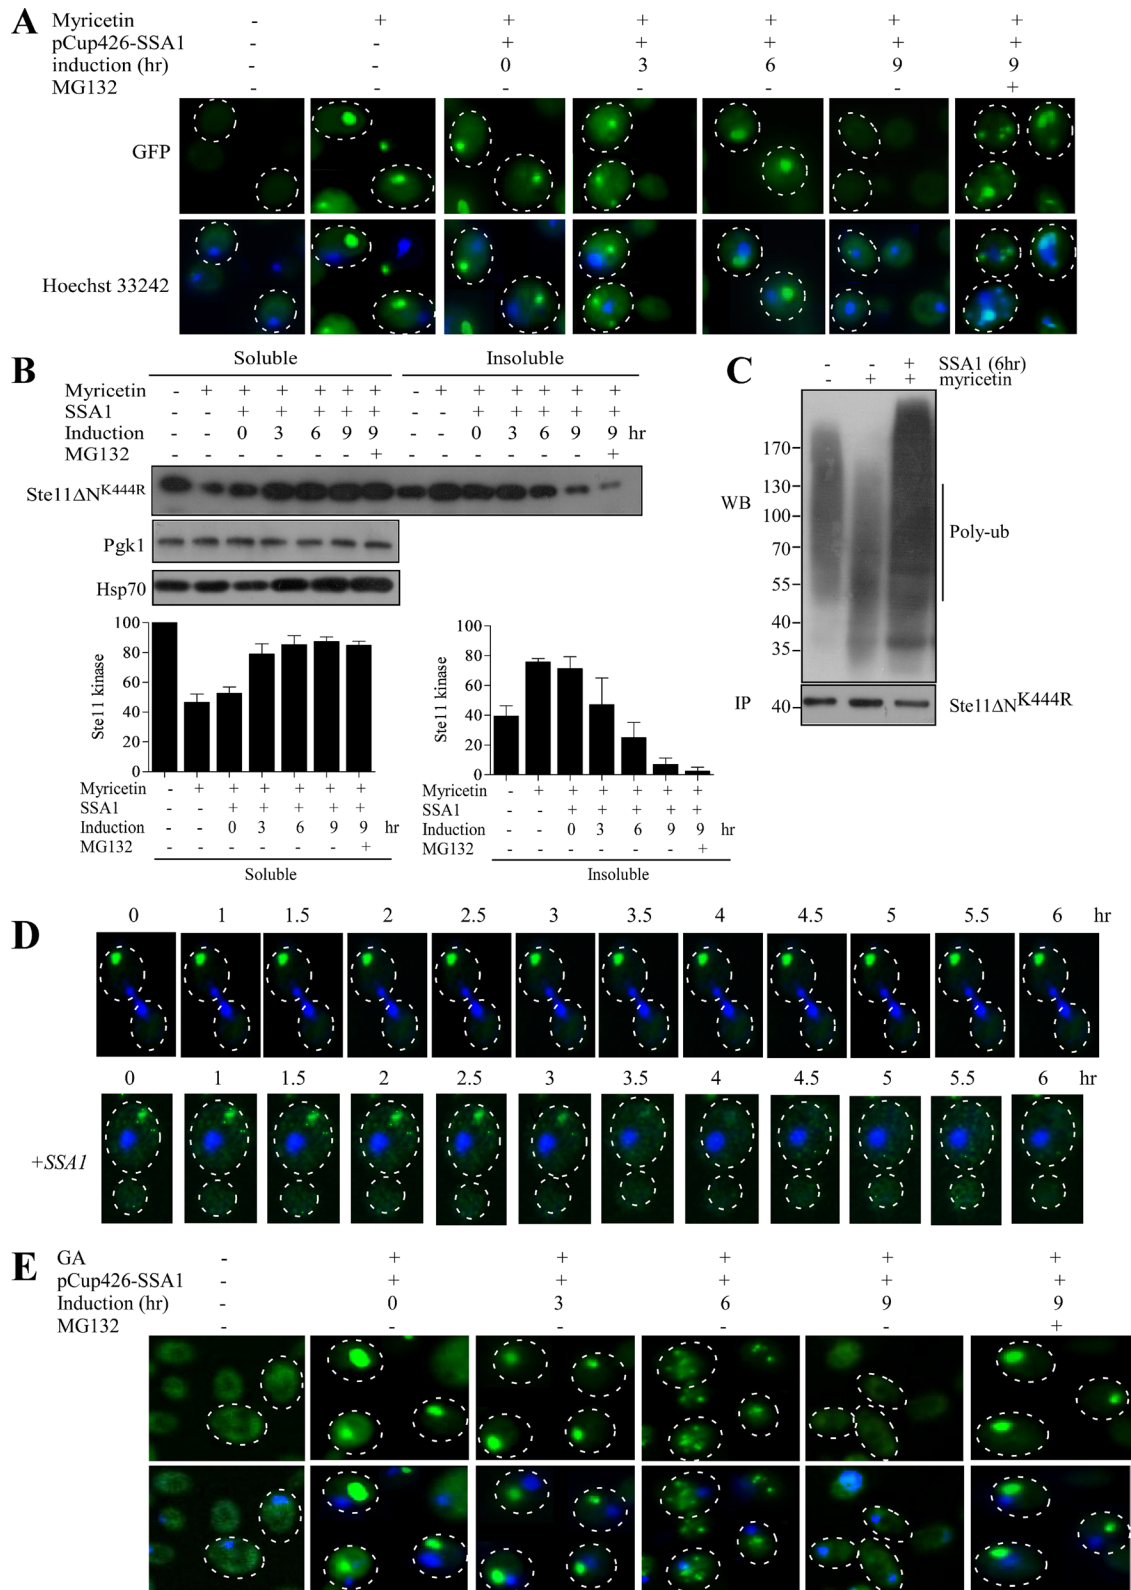 A
Myricetin - + + + + + +
pCup426-SSA1 - - + + + + +
induction (hr) - - 0 3 6 9 9
MG132 - - - - - - +
GFP
Hoechst 33242
B
Soluble Insoluble
Myricetin - + + + + + + - + + + + + +
SSA1 - - + + + + + - - + + + + +
Induction - - 0 3 6 9 9 - - 0 3 6 9 9 hr
MG132 - - - - - - + - - - - - - +
Ste11ΔN^K444R
Pgk1
Hsp70
100
80
60
40
20
0
Ste11 kinase
Myricetin - + + + + + +
SSA1 - - + + + + +
Induction - - 0 3 6 9 9 hr
MG132 - - - - - - +
Soluble
100
80
60
40
20
0
Ste11 kinase
Myricetin - + + + + + +
SSA1 - - + + + + +
Induction - - 0 3 6 9 9 hr
MG132 - - - - - - +
Insoluble
C
- - + SSA1 (6hr)
- + + myricetin
170
130
100
70
55
40
35
WB
Poly-ub
IP 40 Ste11ΔN^K444R
D
0 1 1.5 2 2.5 3 3.5 4 4.5 5 5.5 6 hr
0 1 1.5 2 2.5 3 3.5 4 4.5 5 5.5 6 hr
+SSA1
E
GA - + + + + +
pCup426-SSA1 - + + + + +
Induction (hr) - 0 3 6 9 9
MG132 - - - - - +